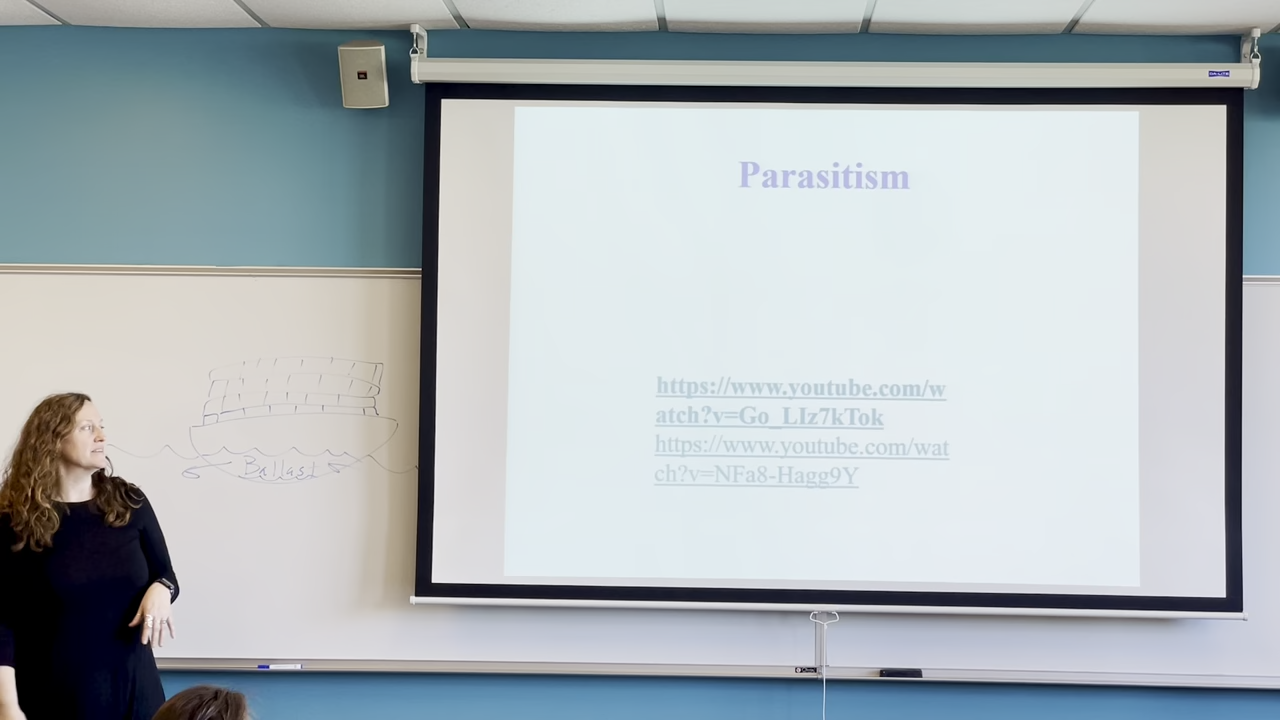 Parasitism
https://www.youtube.com/w
atch?v=Go_LIz7kTok
https://www.youtube.com/wat
ch?v=NFa8-Hagg9Y
Ballast